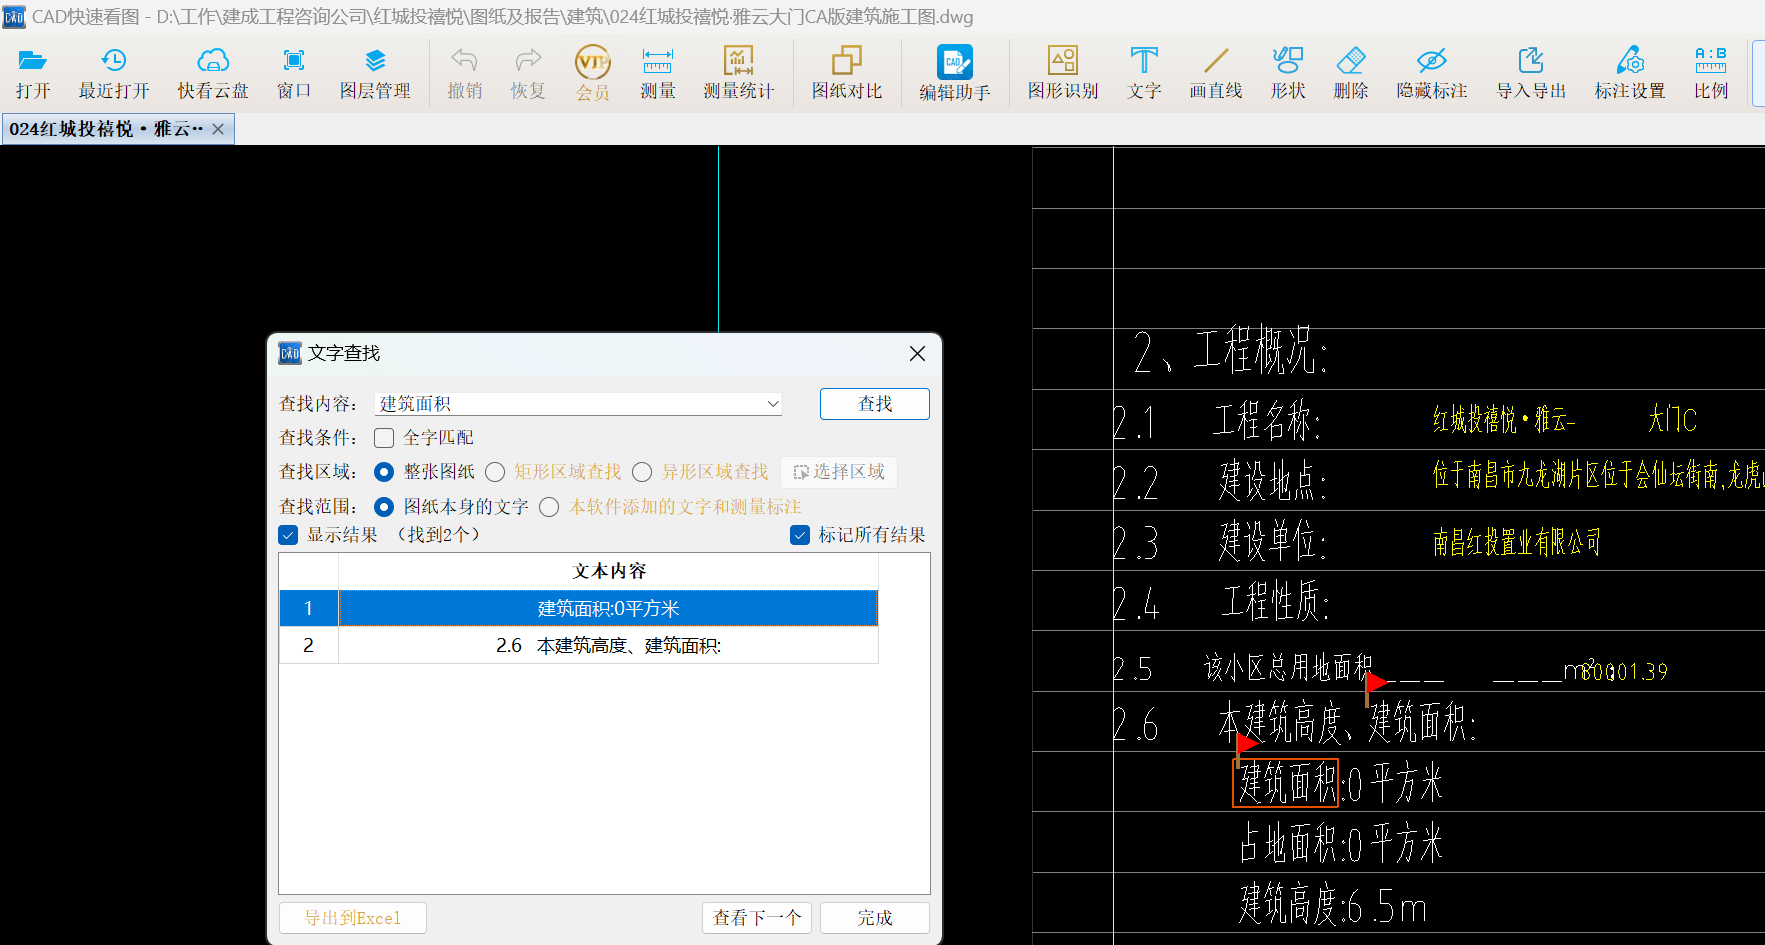 CAD快速看图 - D:\工作\建成工程咨询公司\红城投禧悦\图纸及报告\建筑\024红城投禧悦·雅云大门CA版建筑施工图.dwg
打开 最近打开 快看云盘 窗口 图层管理 撤销 恢复 会员 测量 测量统计 图纸对比 编辑助手 图形识别 文字 画直线 形状 删除 隐藏标注 导入导出 标注设置 比例
024红城投禧悦·雅云··
文字查找
查找内容: 建筑面积 查找
查找条件: 全字匹配
查找区域: 整张图纸 矩形区域查找 异形区域查找 选择区域
查找范围: 图纸本身的文字 本软件添加的文字和测量标注
显示结果 （找到2个） 标记所有结果
文本内容
1 建筑面积:0平方米
2 2.6 本建筑高度、建筑面积:
导出到Excel 查看下一个 完成
2、工程概况:
2.1 工程名称: 红城投禧悦·雅云- 大门C
2.2 建设地点: 位于南昌市九龙湖片区位于会仙坛街南,龙虎
2.3 建设单位: 南昌红投置业有限公司
2.4 工程性质:
2.5 该小区总用地面积______ ___m² 80001.39
2.6 本建筑高度、建筑面积:
建筑面积:0平方米
占地面积:0平方米
建筑高度:6.5m